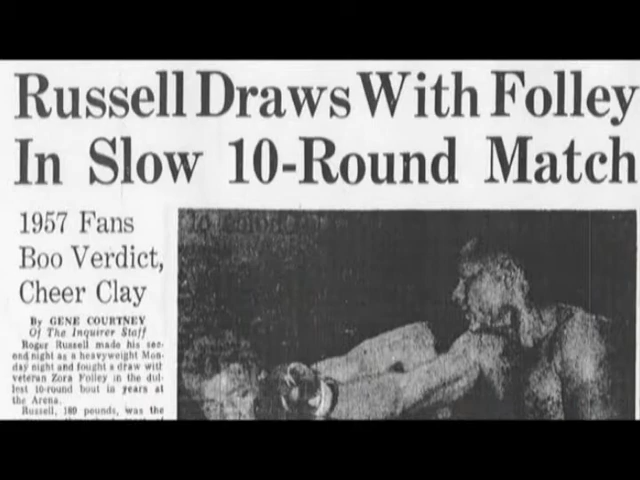 Russell Draws With Folley
In Slow 10-Round Match
1957 Fans
Boo Verdict,
Cheer Clay
By GENE COURTNEY
Of The Inquirer Staff
Roger Russell made his sec-
ond night as a heavyweight Mon-
day night and fought a draw with
veteran Zora Folley in the dul-
lest 10-round bout in years at
the Arena.
Russell, 189 pounds, was the